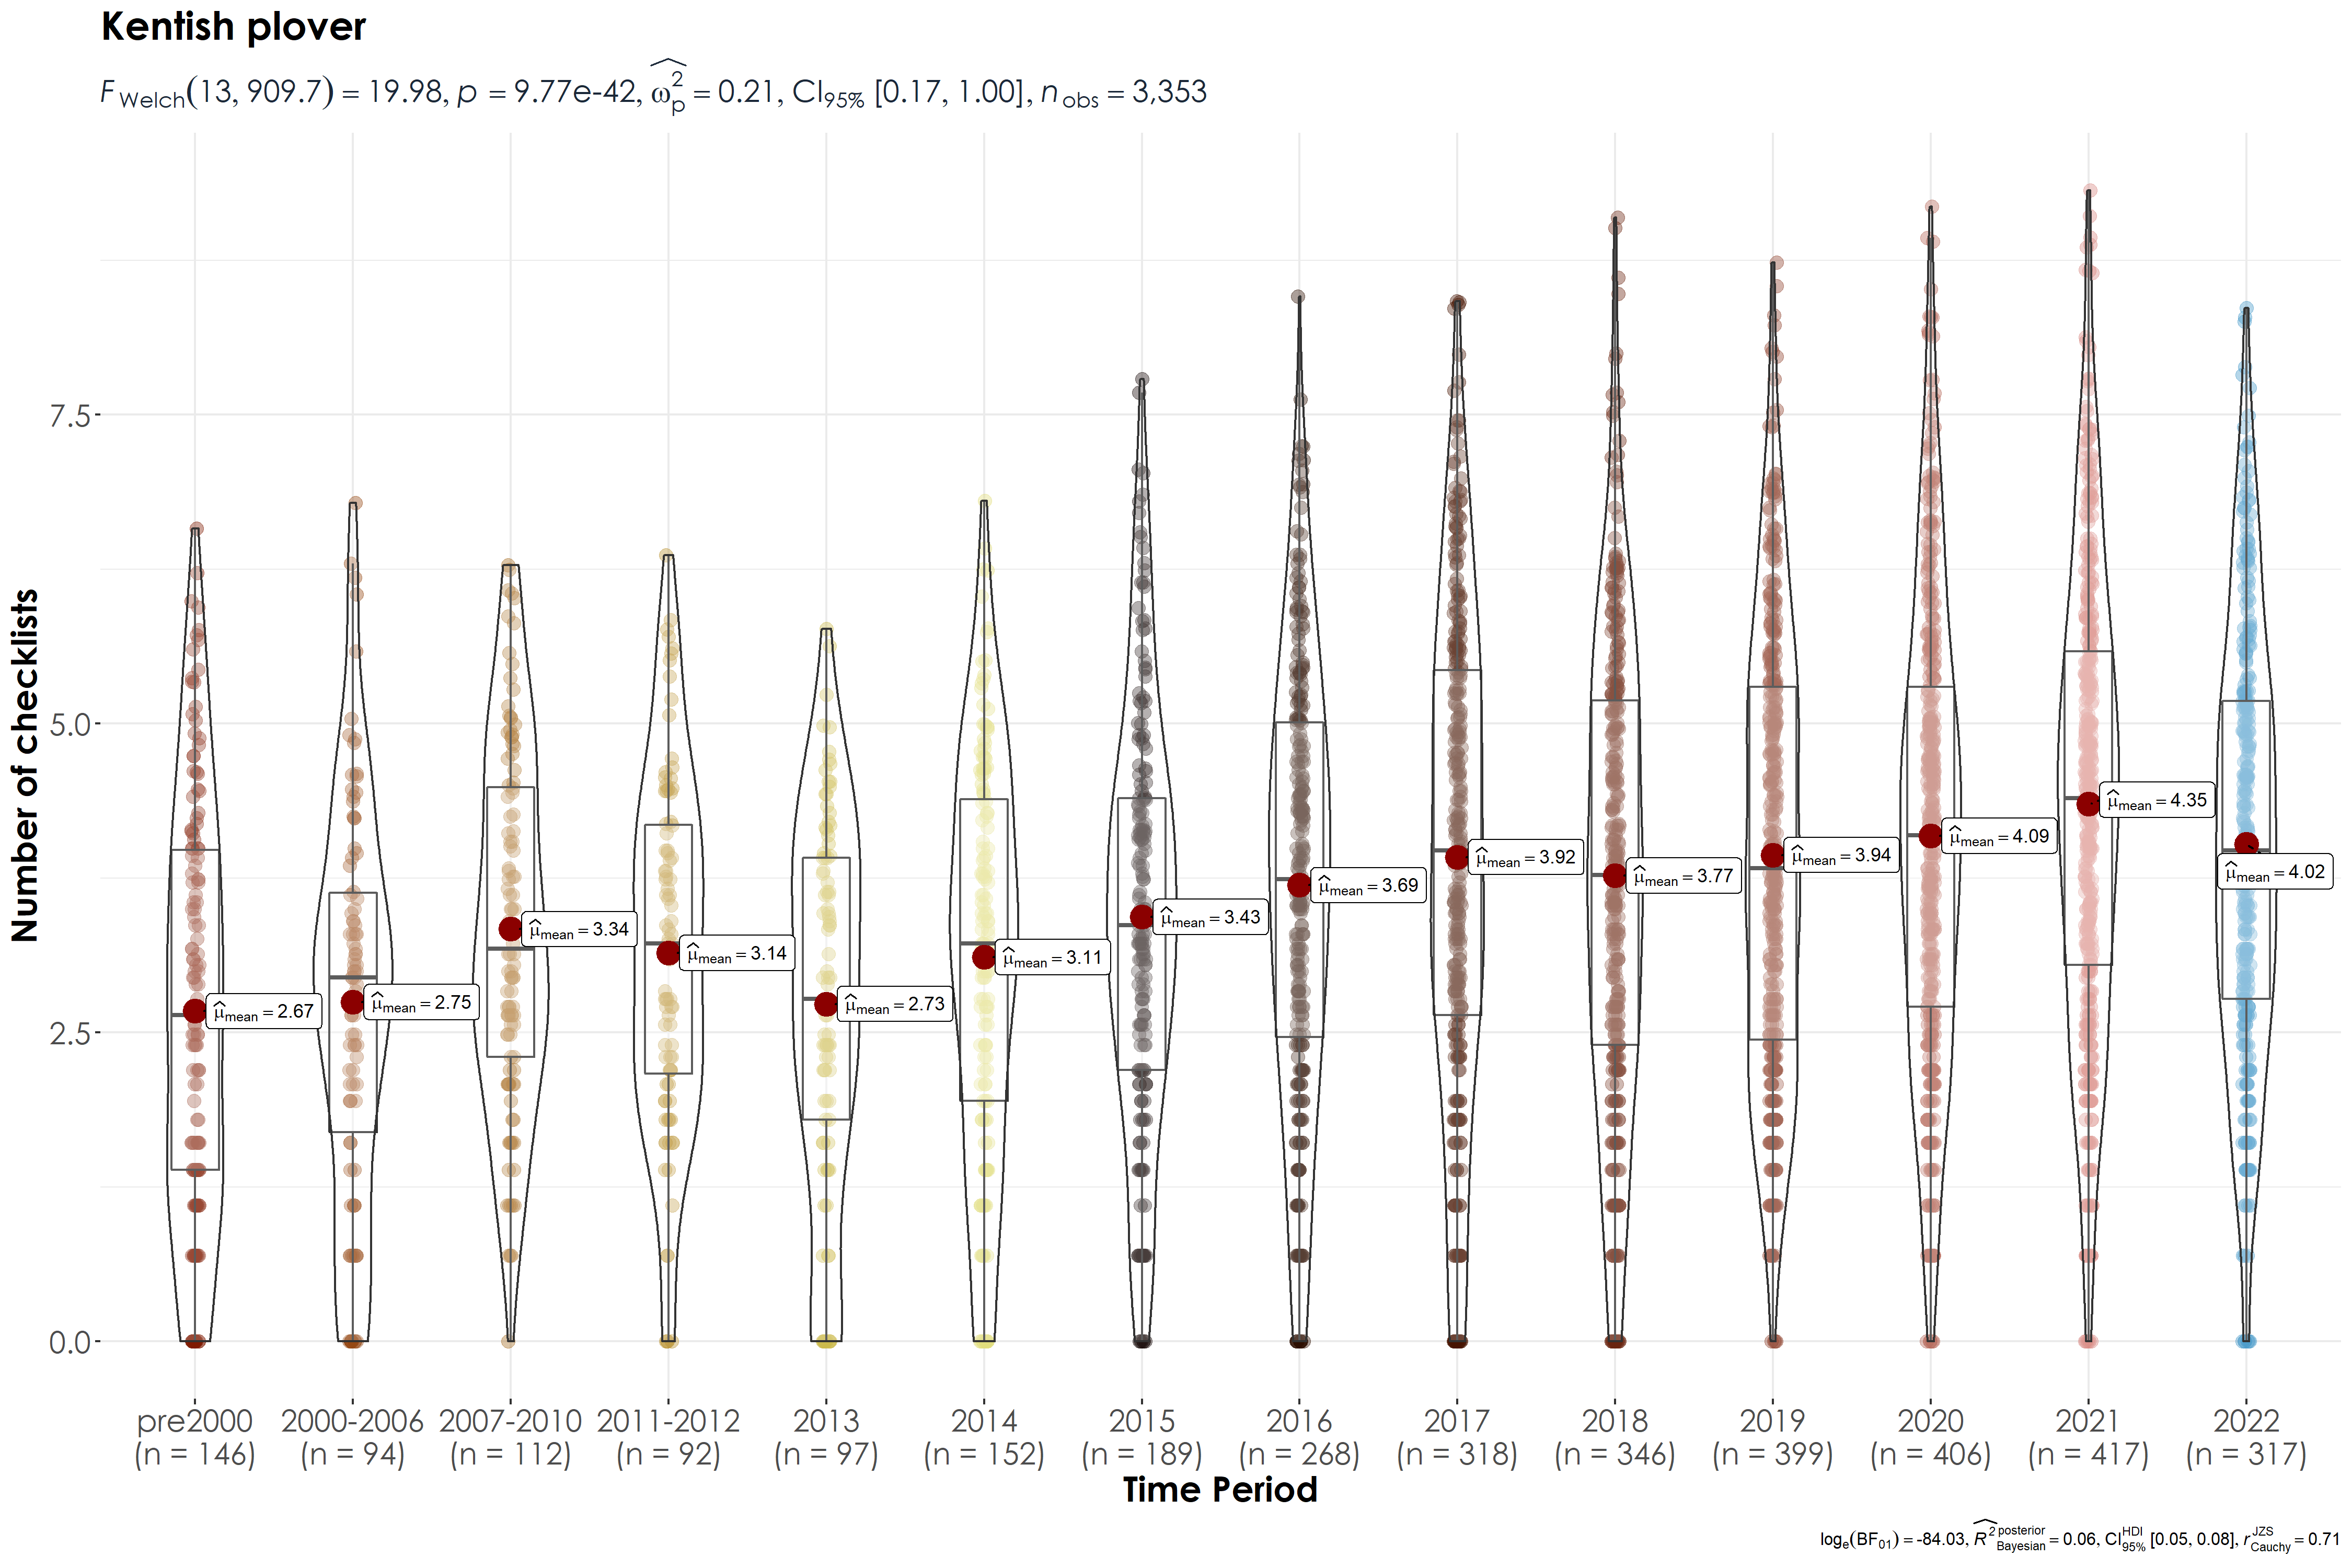 Kentish plover
F Welch(13, 909.7) = 19.98, p = 9.77e-42, ω̂²p = 0.21, CI95% [0.17, 1.00], nobs = 3,353
Number of checklists
7.5
5.0
2.5
0.0
μ̂mean = 2.67
μ̂mean = 2.75
μ̂mean = 3.34
μ̂mean = 3.14
μ̂mean = 2.73
μ̂mean = 3.11
μ̂mean = 3.43
μ̂mean = 3.69
μ̂mean = 3.92
μ̂mean = 3.77
μ̂mean = 3.94
μ̂mean = 4.09
μ̂mean = 4.35
μ̂mean = 4.02
pre2000 2000-2006 2007-2010 2011-2012 2013 2014 2015 2016 2017 2018 2019 2020 2021 2022
(n = 146) (n = 94) (n = 112) (n = 92) (n = 97) (n = 152) (n = 189) (n = 268) (n = 318) (n = 346) (n = 399) (n = 406) (n = 417) (n = 317)
Time Period
loge(BF01) = -84.03, R̂² posterior Bayesian = 0.06, CI HDI 95% [0.05, 0.08], r JZS Cauchy = 0.71